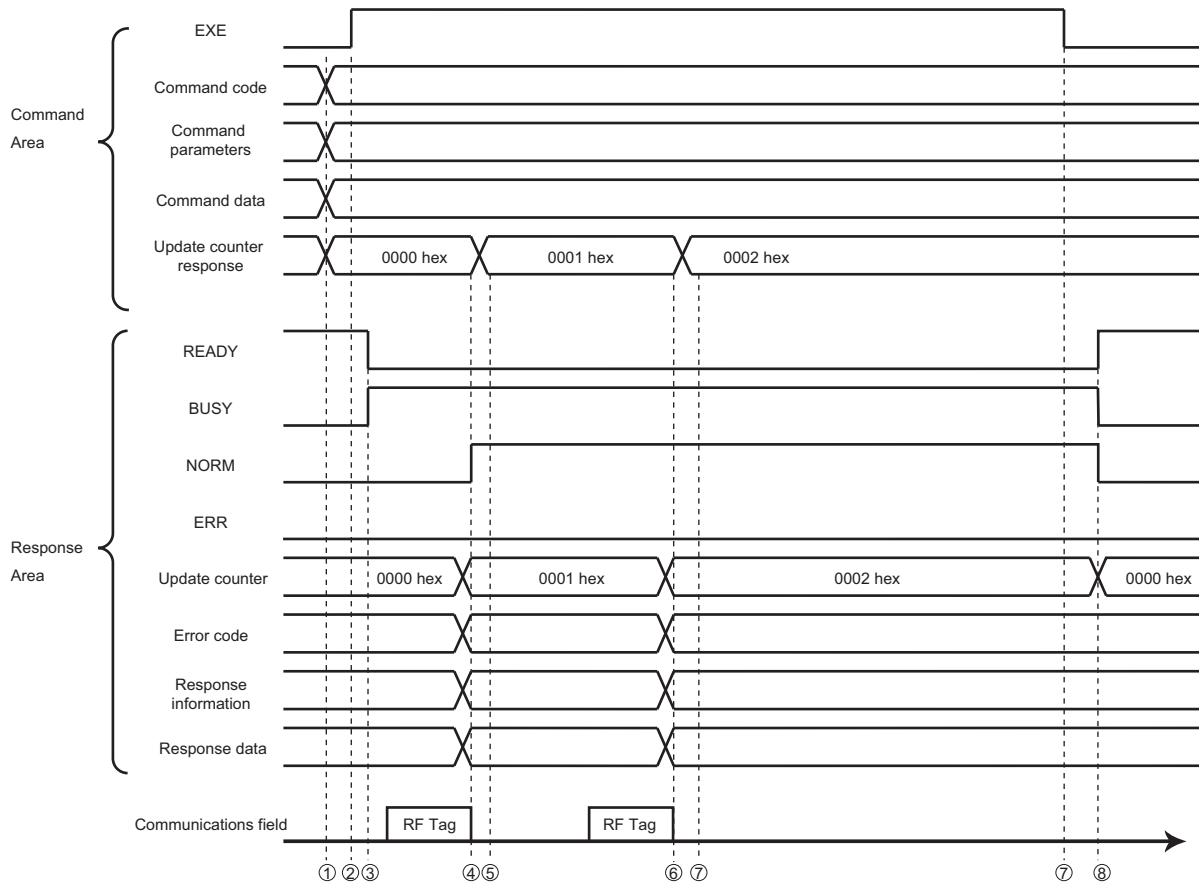 EXE
Command code
Command
Area
Command
parameters
Command data
Update counter
response
0000 hex
0001 hex
0002 hex
READY
BUSY
NORM
ERR
Response
Area
Update counter
0000 hex
0001 hex
0002 hex
0000 hex
Error code
Response
information
Response data
Communications field
RF Tag
RF Tag
① ② ③ ④ ⑤ ⑥ ⑦ ⑦ ⑧